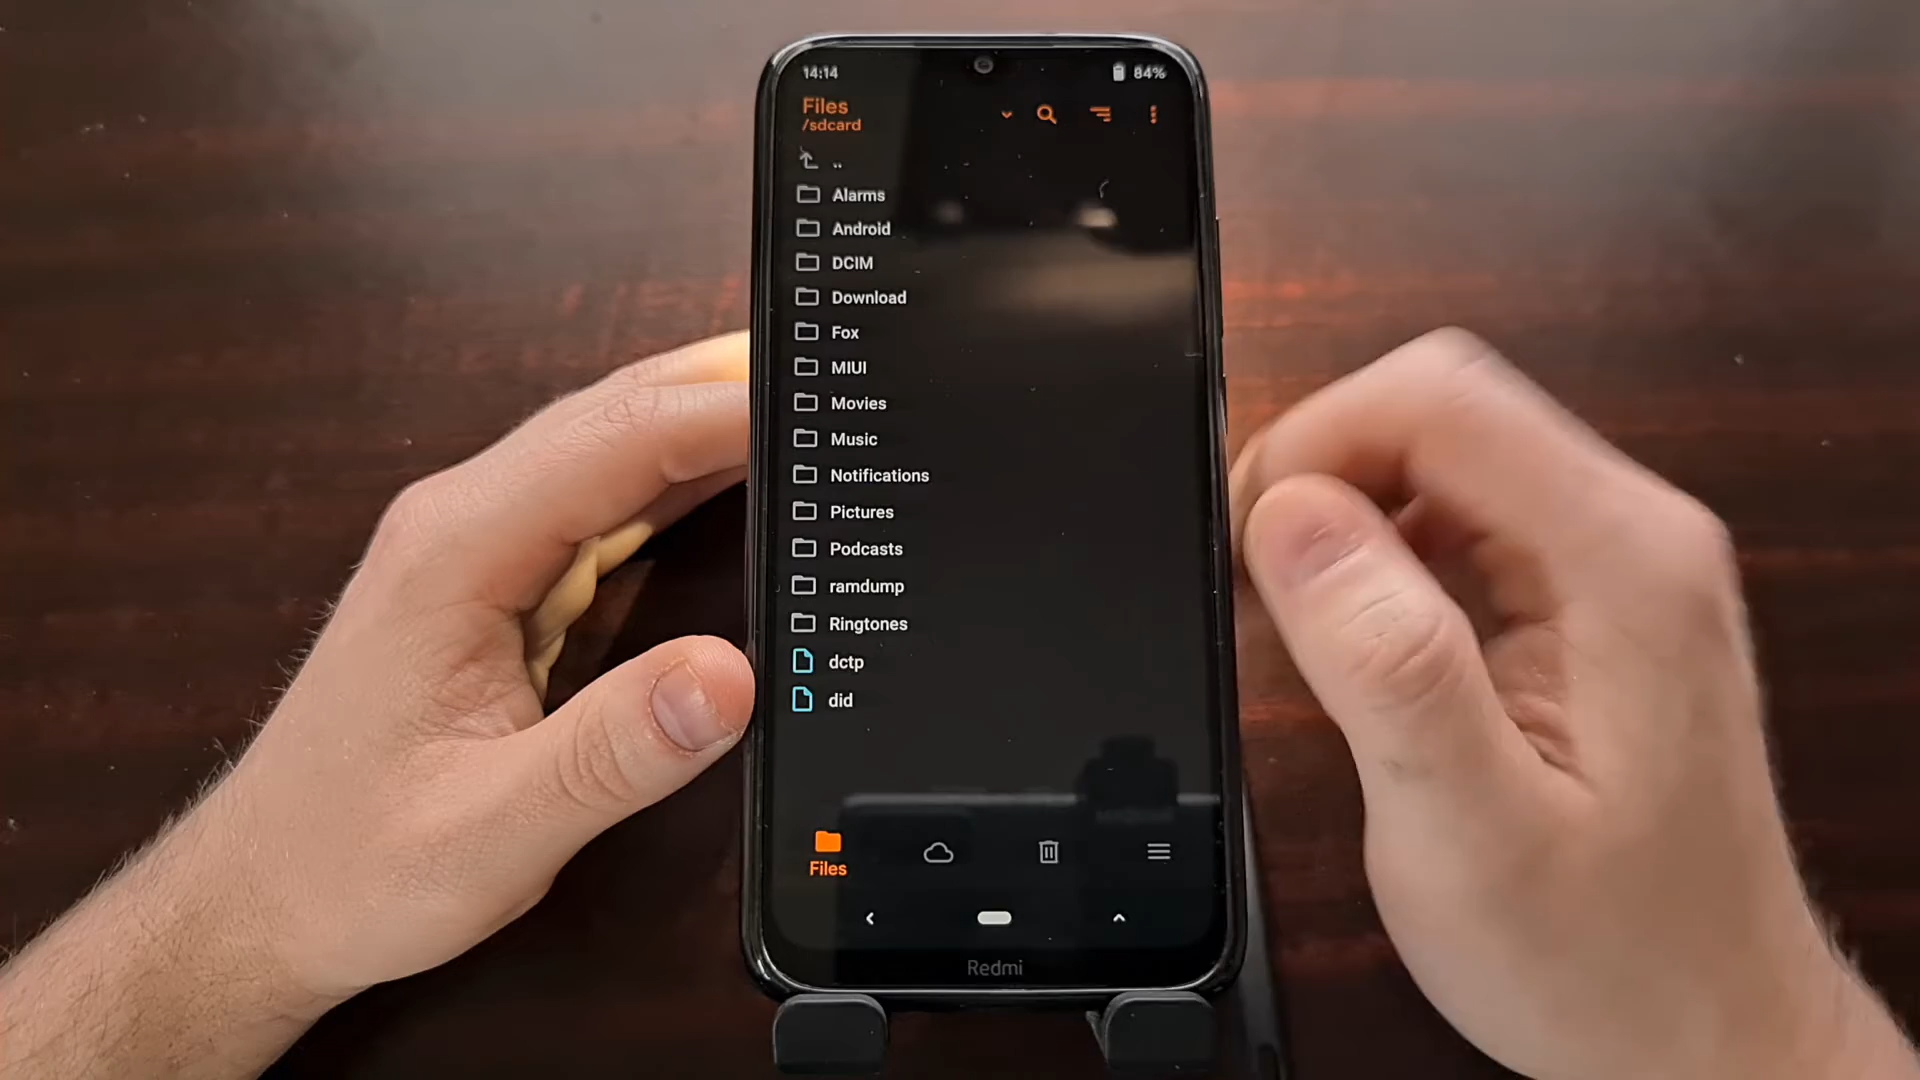 14:14
84%
Files
/sdcard
..
Alarms
Android
DCIM
Download
Fox
MIUI
Movies
Music
Notifications
Pictures
Podcasts
ramdump
Ringtones
dctp
did
Files
Redmi